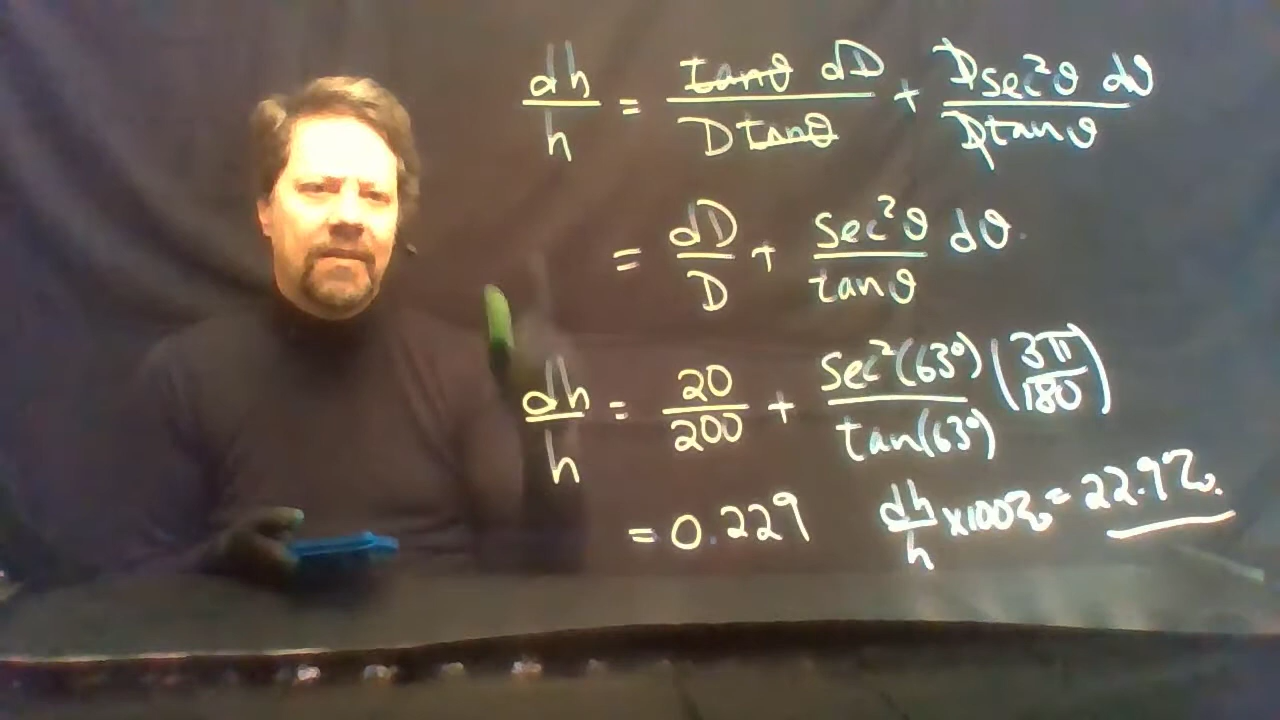 dh/h = tanθ dD / D tanθ + D sec²θ dθ / D tanθ
= dD/D + sec²θ/tanθ dθ.
dh/h = 20/200 + sec²(63°)/tan(63°) (3π/180)
= 0.229 dh/h x100% = 22.9%.